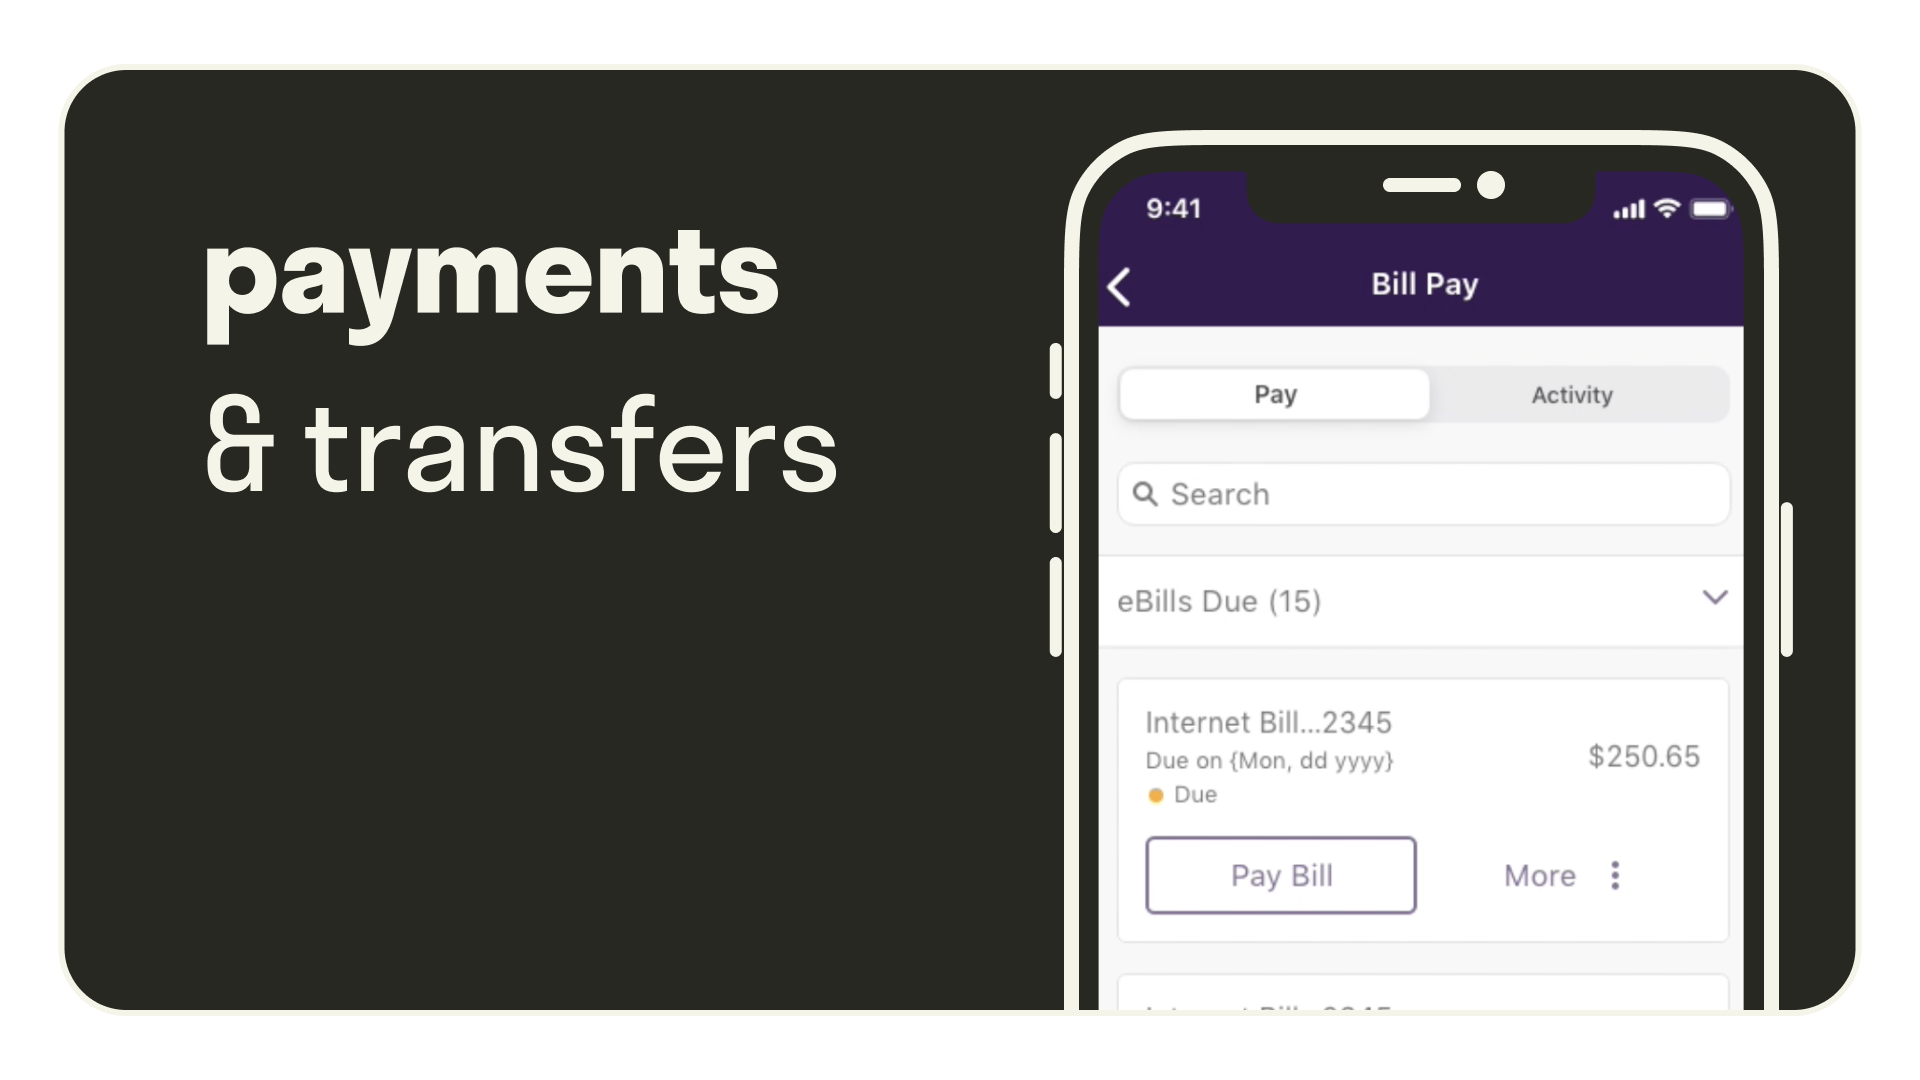 payments
& transfers
9:41
Bill Pay
Pay
Activity
Search
eBills Due (15)
Internet Bill...2345
Due on {Mon, dd yyyy}
$250.65
Due
Pay Bill
More